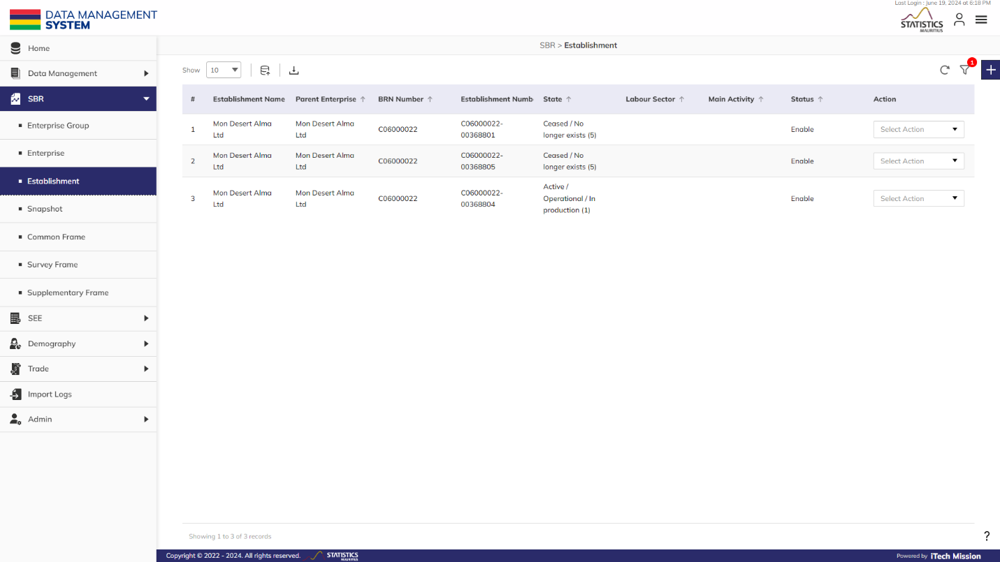 Last Login : June 19, 2024 at 6:18 PM
DATA MANAGEMENT
SYSTEM
STATISTICS
MAURITIUS
Home
Data Management
SBR
Enterprise Group
Enterprise
Establishment
Snapshot
Common Frame
Survey Frame
Supplementary Frame
SEE
Demography
Trade
Import Logs
Admin
SBR > Establishment
Show 10
1
# Establishment Name Parent Enterprise BRN Number Establishment Numb State Labour Sector Main Activity Status Action
1 Mon Desert Alma Ltd Mon Desert Alma Ltd C06000022 C06000022-00368801 Ceased / No longer exists (5) Enable Select Action
2 Mon Desert Alma Ltd Mon Desert Alma Ltd C06000022 C06000022-00368805 Ceased / No longer exists (5) Enable Select Action
3 Mon Desert Alma Ltd Mon Desert Alma Ltd C06000022 C06000022-00368804 Active / Operational / In production (1) Enable Select Action
Showing 1 to 3 of 3 records
?
Copyright © 2022 - 2024. All rights reserved. STATISTICS MAURITIUS Powered by iTech Mission